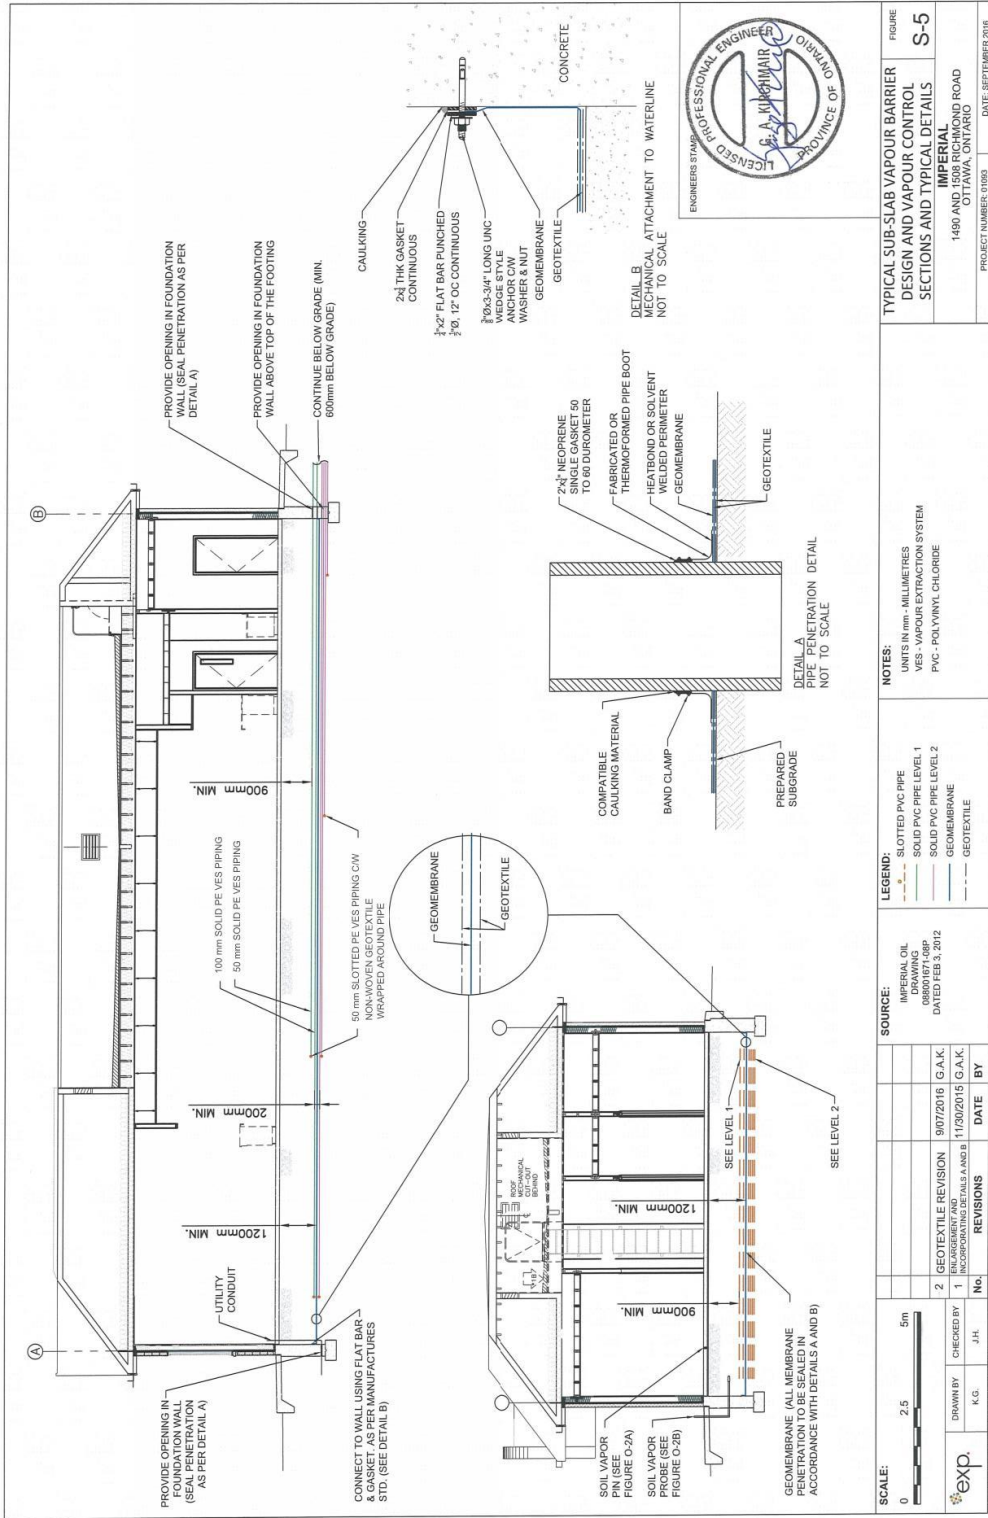 A
B
PROVIDE OPENING IN
FOUNDATION WALL
(SEAL PENETRATION
AS PER DETAIL A)
UTILITY
CONDUIT
CONNECT TO WALL USING FLAT BAR
& GASKET. AS PER MANUFACTURES
STD. (SEE DETAIL B)
1200mm MIN.
200mm MIN.
900mm MIN.
100 mm SOLID PE VES PIPING
50 mm SOLID PE VES PIPING
50 mm SLOTTED PE VES PIPING C/W
NON-WOVEN GEOTEXTILE
WRAPPED AROUND PIPE
PROVIDE OPENING IN FOUNDATION
WALL (SEAL PENETRATION AS PER
DETAIL A)
PROVIDE OPENING IN FOUNDATION
WALL ABOVE TOP OF THE FOOTING
CONTINUE BELOW GRADE (MIN.
600mm BELOW GRADE)
GEOMEMBRANE
GEOTEXTILE
ROOF
MECHANICAL
CUT-OUT
BEHIND
SOIL VAPOR
PIN (SEE
FIGURE O-2A)
SOIL VAPOR
PROBE (SEE
FIGURE O-2B)
GEOMEMBRANE (ALL MEMBRANE
PENETRATION TO BE SEALED IN
ACCORDANCE WITH DETAILS A AND B)
900mm MIN.
1200mm MIN.
SEE LEVEL 1
SEE LEVEL 2
COMPATIBLE
CAULKING MATERIAL
BAND CLAMP
PREPARED
SUBGRADE
2"x¼" NEOPRENE
SINGLE GASKET 50
TO 60 DUROMETER
FABRICATED OR
THERMOFORMED PIPE BOOT
HEATBOND OR SOLVENT
WELDED PERIMETER
GEOMEMBRANE
GEOTEXTILE
DETAIL A
PIPE PENETRATION DETAIL
NOT TO SCALE
CAULKING
2x¼ THK GASKET
CONTINUOUS
¼"x2" FLAT BAR PUNCHED
½"Ø, 12" OC CONTINUOUS
⅜"Øx3-3/4" LONG UNC
WEDGE STYLE
ANCHOR C/W
WASHER & NUT
GEOMEMBRANE
GEOTEXTILE
CONCRETE
DETAIL B
MECHANICAL ATTACHMENT TO WATERLINE
NOT TO SCALE
ENGINEERS STAMP
LICENSED PROFESSIONAL ENGINEER
G. A. KIRCHMAIR
PROVINCE OF ONTARIO
SCALE:
0 2.5 5m
exp.
DRAWN BY
K.G.
CHECKED BY
J.H.
2 GEOTEXTILE REVISION 9/07/2016 G.A.K.
1 ENLARGEMENT AND
INCORPORATING DETAILS A AND B 11/30/2015 G.A.K.
No. REVISIONS DATE BY
SOURCE:
IMPERIAL OIL
DRAWING
088001671-08P
DATED FEB 3, 2012
LEGEND:
SLOTTED PVC PIPE
SOLID PVC PIPE LEVEL 1
SOLID PVC PIPE LEVEL 2
GEOMEMBRANE
GEOTEXTILE
NOTES:
UNITS IN mm - MILLIMETRES
VES - VAPOUR EXTRACTION SYSTEM
PVC - POLYVINYL CHLORIDE
TYPICAL SUB-SLAB VAPOUR BARRIER
DESIGN AND VAPOUR CONTROL
SECTIONS AND TYPICAL DETAILS
FIGURE
S-5
IMPERIAL
1490 AND 1508 RICHMOND ROAD
OTTAWA, ONTARIO
PROJECT NUMBER: 01093
DATE: SEPTEMBER 2016